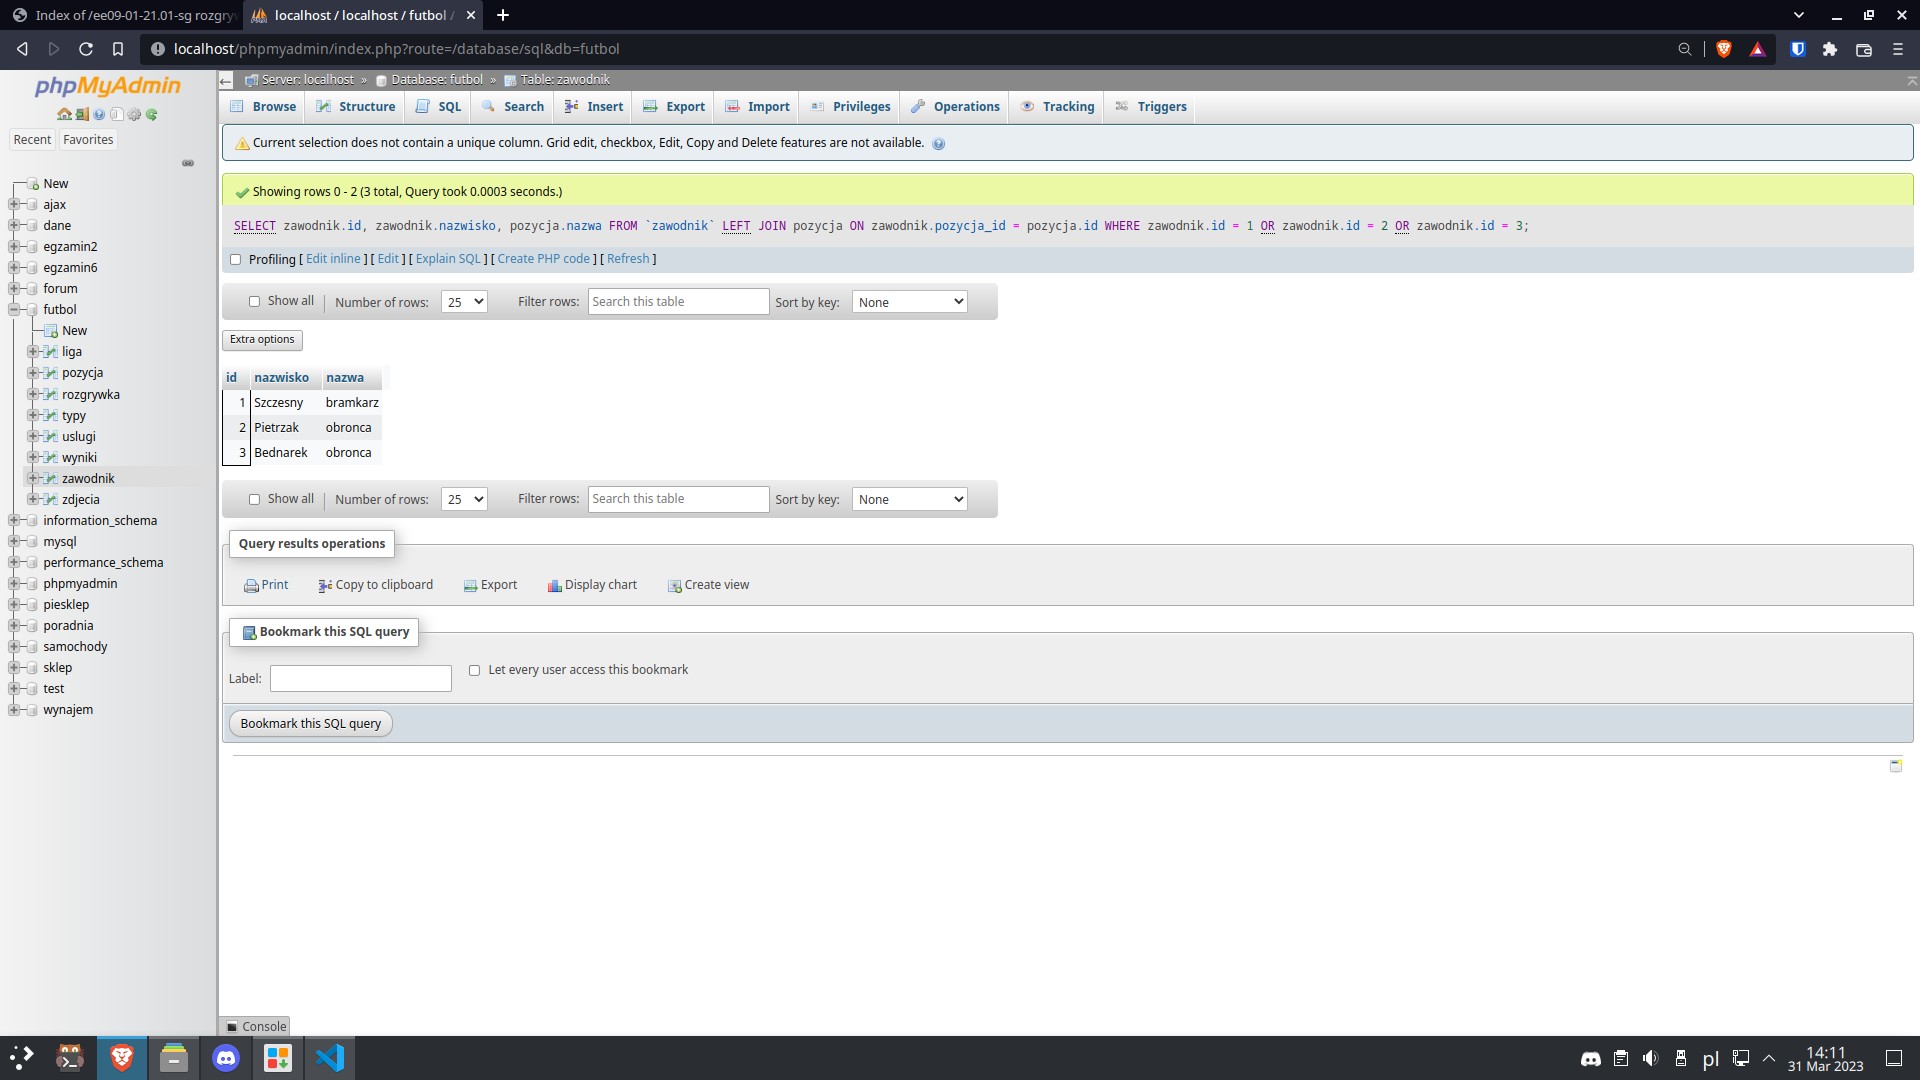 Index of /ee09-01-21.01-sg rozgryw
localhost / localhost / futbol /
localhost/phpmyadmin/index.php?route=/database/sql&db=futbol
phpMyAdmin
Recent
Favorites
New
ajax
dane
egzamin2
egzamin6
forum
futbol
New
liga
pozycja
rozgrywka
typy
uslugi
wyniki
zawodnik
zdjecia
information_schema
mysql
performance_schema
phpmyadmin
piesklep
poradnia
samochody
sklep
test
wynajem
Server: localhost » Database: futbol » Table: zawodnik
Browse Structure SQL Search Insert Export Import Privileges Operations Tracking Triggers
Current selection does not contain a unique column. Grid edit, checkbox, Edit, Copy and Delete features are not available.
Showing rows 0 - 2 (3 total, Query took 0.0003 seconds.)
SELECT zawodnik.id, zawodnik.nazwisko, pozycja.nazwa FROM `zawodnik` LEFT JOIN pozycja ON zawodnik.pozycja_id = pozycja.id WHERE zawodnik.id = 1 OR zawodnik.id = 2 OR zawodnik.id = 3;
Profiling [ Edit inline ] [ Edit ] [ Explain SQL ] [ Create PHP code ] [ Refresh ]
Show all Number of rows: 25 Filter rows: Search this table Sort by key: None
Extra options
id nazwisko nazwa
1 Szczesny bramkarz
2 Pietrzak obronca
3 Bednarek obronca
Show all Number of rows: 25 Filter rows: Search this table Sort by key: None
Query results operations
Print Copy to clipboard Export Display chart Create view
Bookmark this SQL query
Label: Let every user access this bookmark
Bookmark this SQL query
Console
pl
14:11
31 Mar 2023